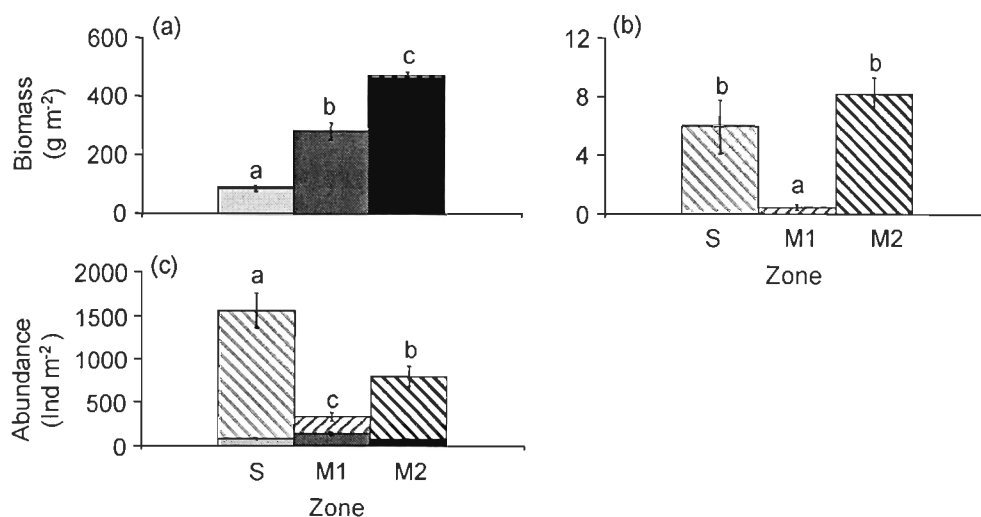 (a)
600
400
200
0
Biomass
(g m⁻²)
a
b
c
(b)
12
8
4
0
b
a
b
S M1 M2
Zone
(c)
2000
1500
1000
500
0
Abundance
(Ind m⁻²)
a
c
b
S M1 M2
Zone